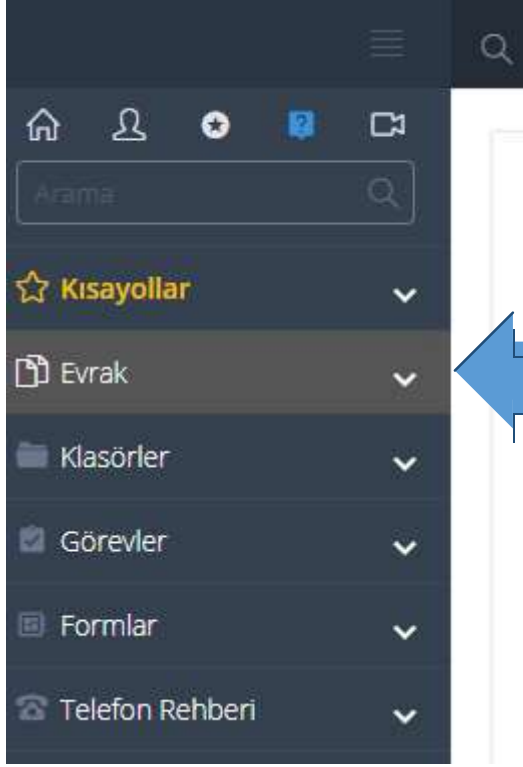 Arama
Kısayollar
Evrak
Klasörler
Görevler
Formlar
Telefon Rehberi